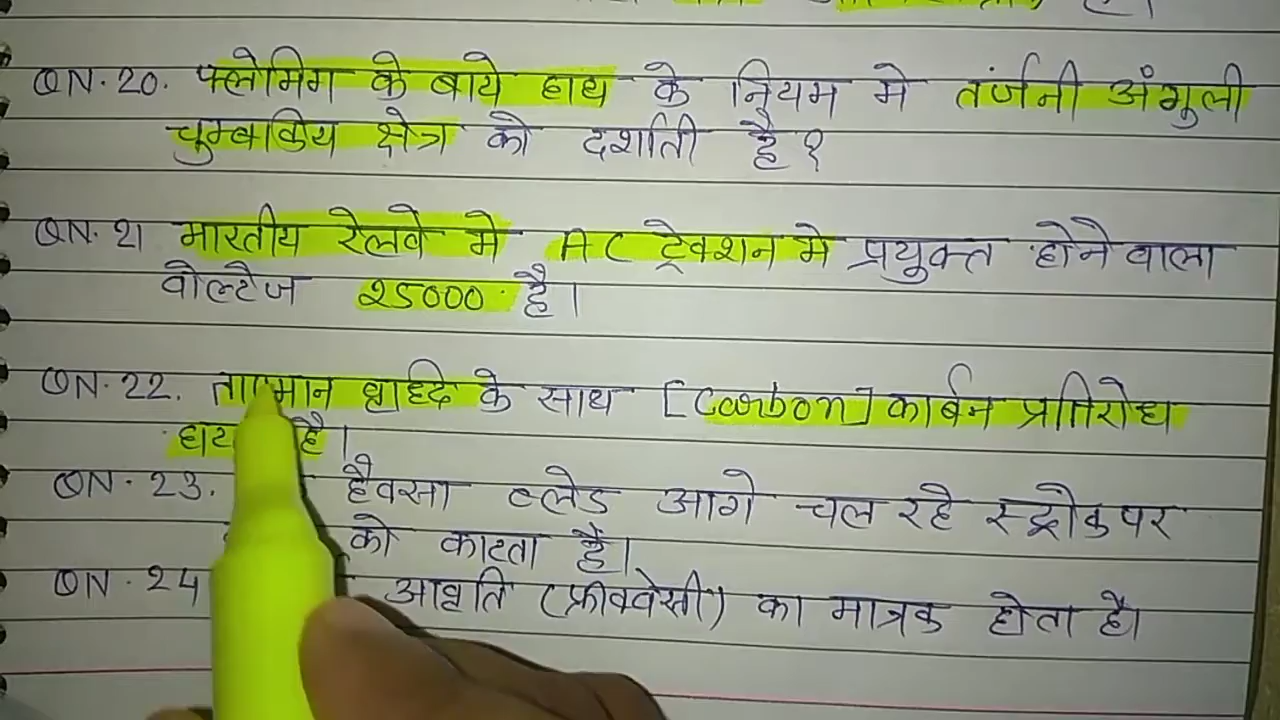 QN. 20. फ्लेमिग के बाये हाथ के नियम मे तंर्जनी अंगुली
चुम्बकिय क्षेत्र को दर्शाती है?
QN. 21 भारतीय रेलवे मे AC ट्रेक्शन मे प्रयुक्त होने वाला
वोल्टेज 25000 है।
QN. 22. तापमान वृद्धि के साथ [Carbon] कार्बन प्रतिरोध
है।
QN. 23. हैक्सा ब्लेड आगे चल रहे स्ट्रोक पर
को काटता है।
QN. 24 आवृति (फ्रीक्वेसी) का मात्रक होता है।